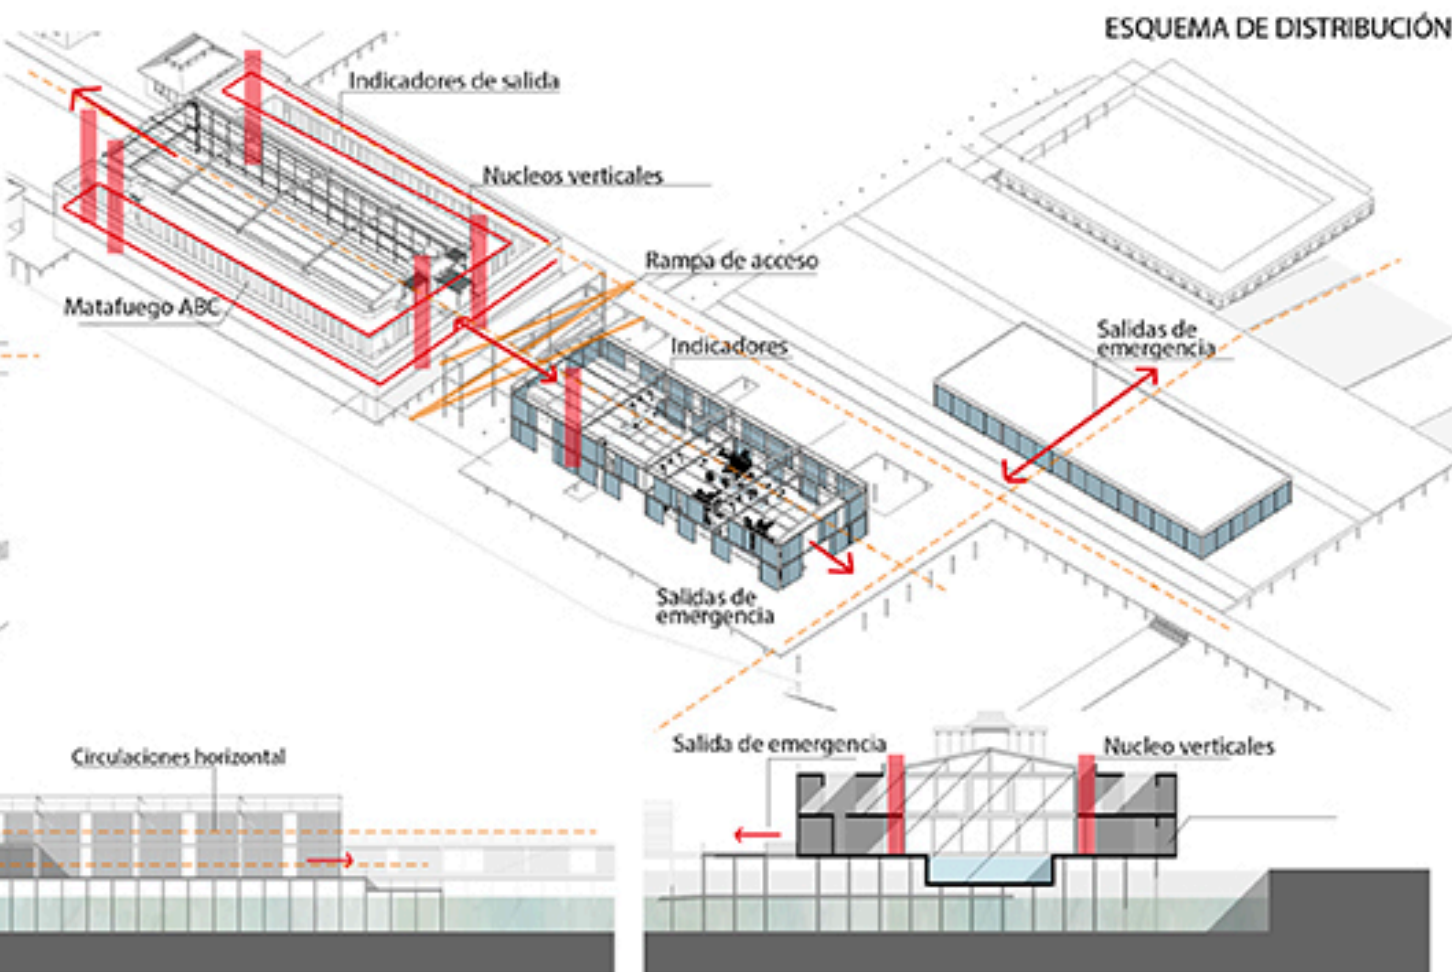 ESQUEMA DE DISTRIBUCIÓN
Indicadores de salida
Nucleos verticales
Rampa de acceso
Matafuego ABC
Indicadores
Salidas de
emergencia
Salidas de
emergencia
Circulaciones horizontal
Salida de emergencia
Nucleo verticales